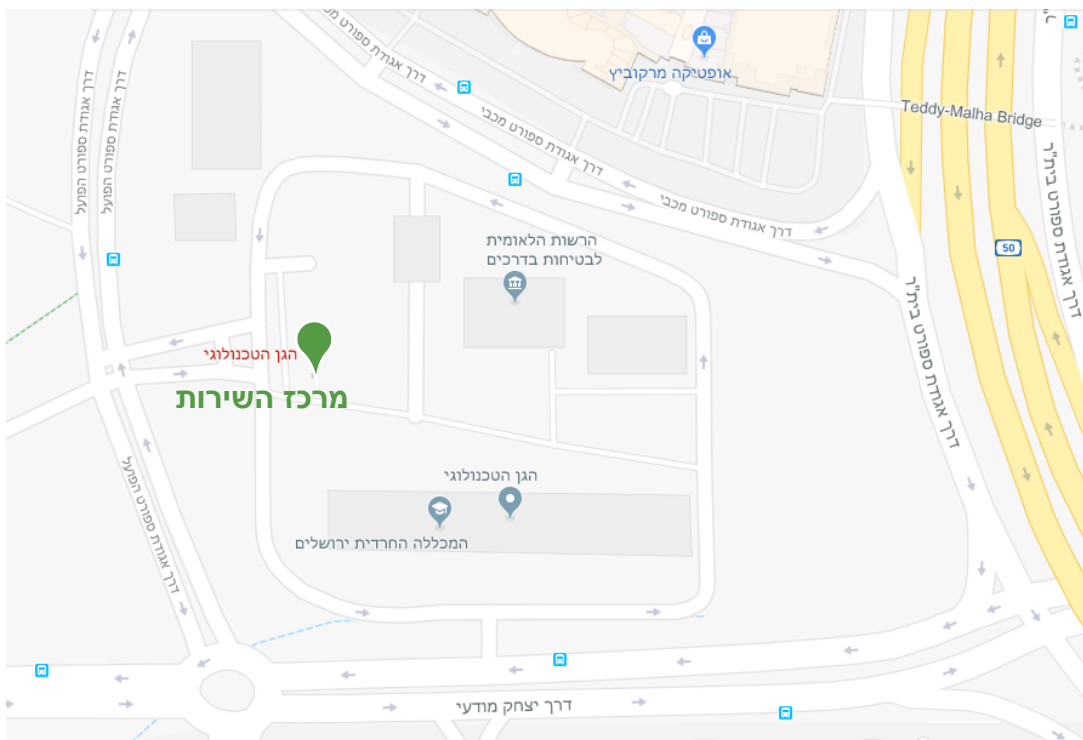 ר
אופטיקה מרקוביץ
דרך אגודת ספורט הפועל
דרך אגודת ספורט הפועל
דרך אגודת ספורט מכבי
Teddy-Malha Bridge
דרך אגודת ספורט מכבי
דרך אגודת ספורט בית"ר
דרך אגודת ספורט מכבי
הרשות הלאומית
לבטיחות בדרכים
50
דרך אגודת ספורט בית"ר
הגן הטכנולוגי
מרכז השירות
הגן הטכנולוגי
דרך אגודת ספורט הפועל
המכללה החרדית ירושלים
דרך יצחק מודעי